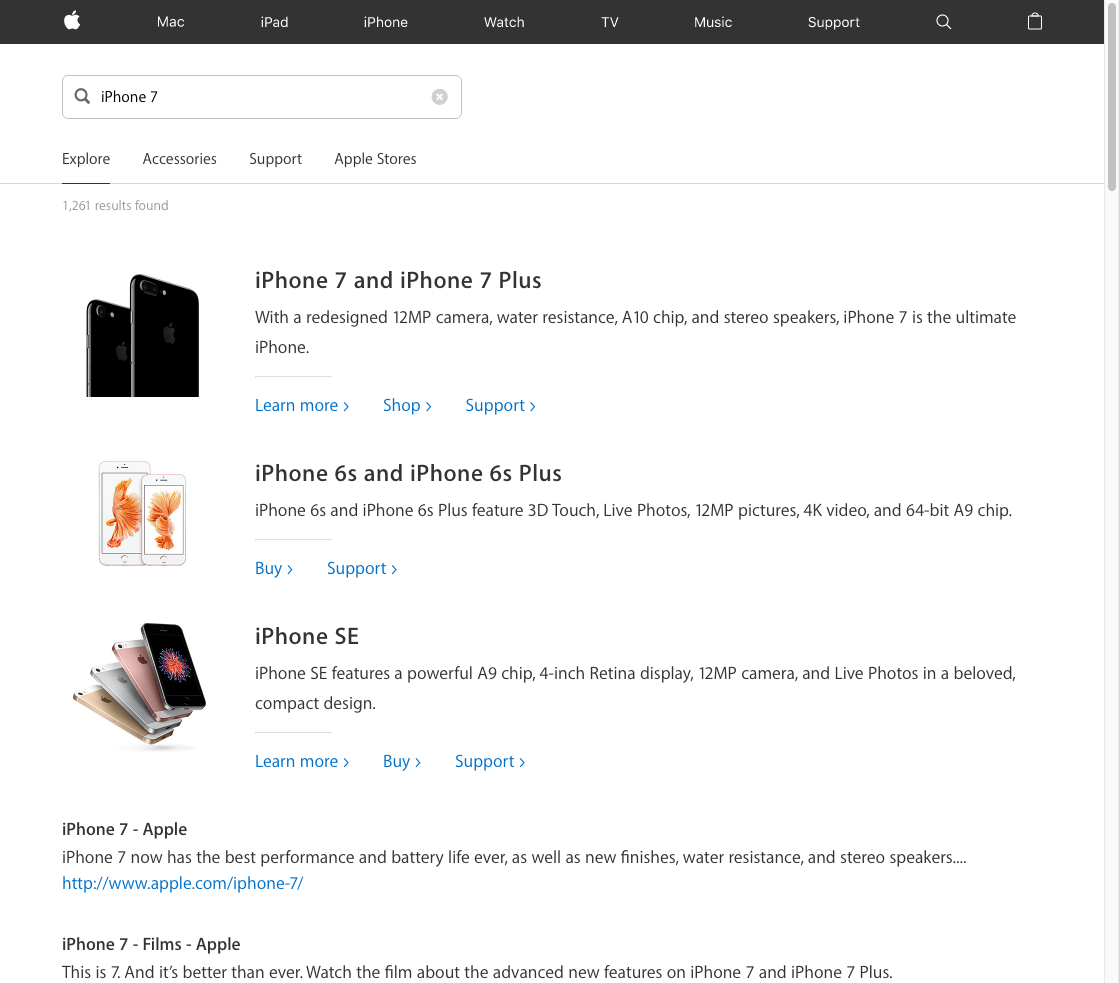 Mac iPad iPhone Watch TV Music Support
iPhone 7
Explore Accessories Support Apple Stores
1,261 results found
iPhone 7 and iPhone 7 Plus
With a redesigned 12MP camera, water resistance, A10 chip, and stereo speakers, iPhone 7 is the ultimate
iPhone.
Learn more › Shop › Support ›
iPhone 6s and iPhone 6s Plus
iPhone 6s and iPhone 6s Plus feature 3D Touch, Live Photos, 12MP pictures, 4K video, and 64-bit A9 chip.
Buy › Support ›
iPhone SE
iPhone SE features a powerful A9 chip, 4-inch Retina display, 12MP camera, and Live Photos in a beloved,
compact design.
Learn more › Buy › Support ›
iPhone 7 - Apple
iPhone 7 now has the best performance and battery life ever, as well as new finishes, water resistance, and stereo speakers....
http://www.apple.com/iphone-7/
iPhone 7 - Films - Apple
This is 7. And it’s better than ever. Watch the film about the advanced new features on iPhone 7 and iPhone 7 Plus.